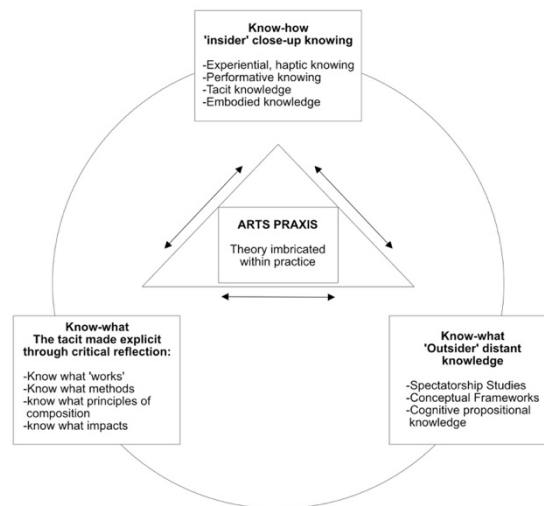 Know-how
'insider' close-up knowing
-Experiential, haptic knowing
-Performative knowing
-Tacit knowledge
-Embodied knowledge
ARTS PRAXIS
Theory imbricated
within practice
Know-what
The tacit made explicit
through critical reflection:
-Know what 'works'
-Know what methods
-know what principles of
composition
-know what impacts
Know-what
'Outsider' distant
knowledge
-Spectatorship Studies
-Conceptual Frameworks
-Cognitive propositional
knowledge